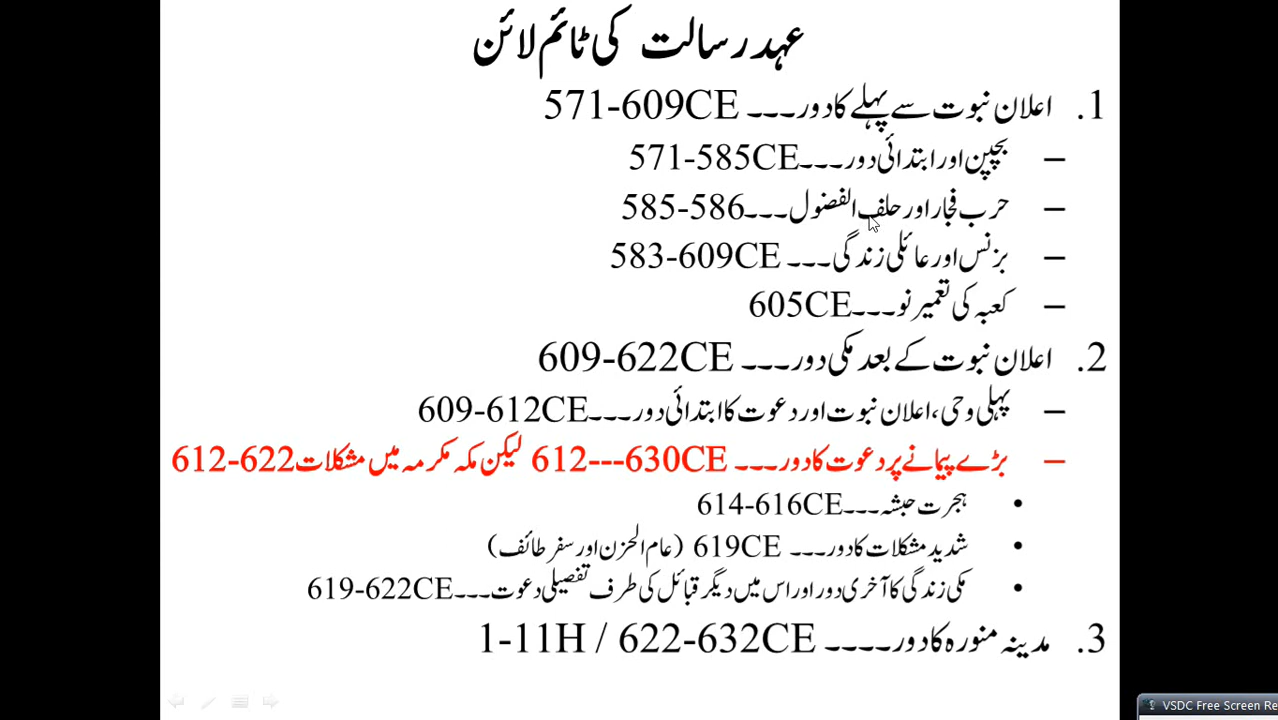 عہد رسالت کی ٹائم لائن
1. اعلان نبوت سے پہلے کا دور۔۔۔ 571-609CE
– بچپن اور ابتدائی دور۔۔۔571-585CE
– حرب فجار اور حلف الفضول۔۔۔585-586
– بزنس اور عائلی زندگی۔۔۔ 583-609CE
– کعبہ کی تعمیر نو۔۔۔605CE
2. اعلان نبوت کے بعد مکی دور۔۔۔ 609-622CE
– پہلی وحی، اعلان نبوت اور دعوت کا ابتدائی دور۔۔۔609-612CE
– بڑے پیمانے پر دعوت کا دور۔۔۔ 612---630CE لیکن مکہ مکرمہ میں مشکلات 612-622
• ہجرت حبشہ۔۔۔614-616CE
• شدید مشکلات کا دور۔۔۔ 619CE (عام الحزن اور سفر طائف)
• مکی زندگی کا آخری دور اور اس میں دیگر قبائل کی طرف تفصیلی دعوت۔۔۔619-622CE
3. مدینہ منورہ کا دور۔۔۔۔ 1-11H / 622-632CE
VSDC Free Screen Re